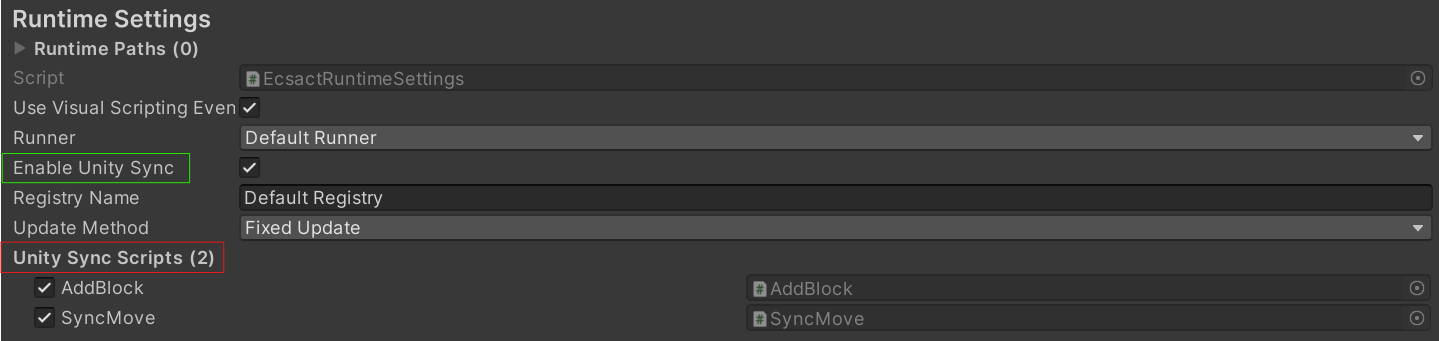 Runtime Settings
Runtime Paths (0)
Script EcsactRuntimeSettings
Use Visual Scripting Even
Runner Default Runner
Enable Unity Sync
Registry Name Default Registry
Update Method Fixed Update
Unity Sync Scripts (2)
AddBlock AddBlock
SyncMove SyncMove